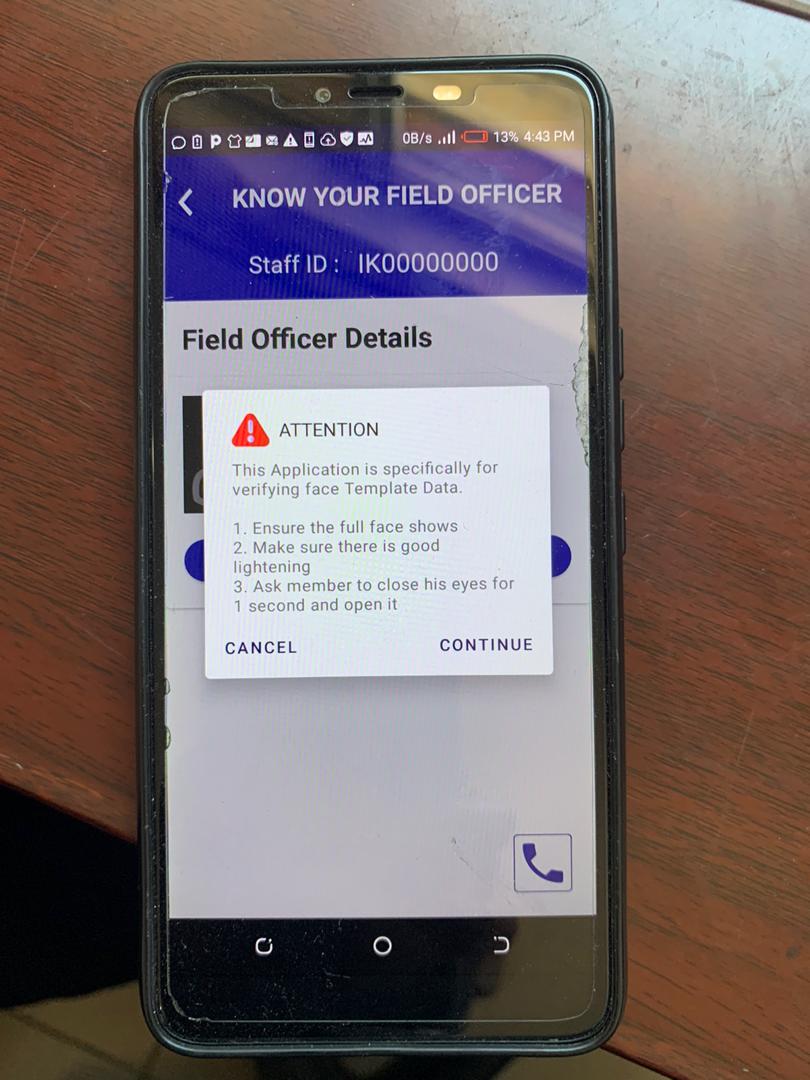 0B/s 13% 4:43 PM
KNOW YOUR FIELD OFFICER
Staff ID : IK00000000
Field Officer Details
ATTENTION
This Application is specifically for
verifying face Template Data.
1. Ensure the full face shows
2. Make sure there is good
lightening
3. Ask member to close his eyes for
1 second and open it
CANCEL CONTINUE